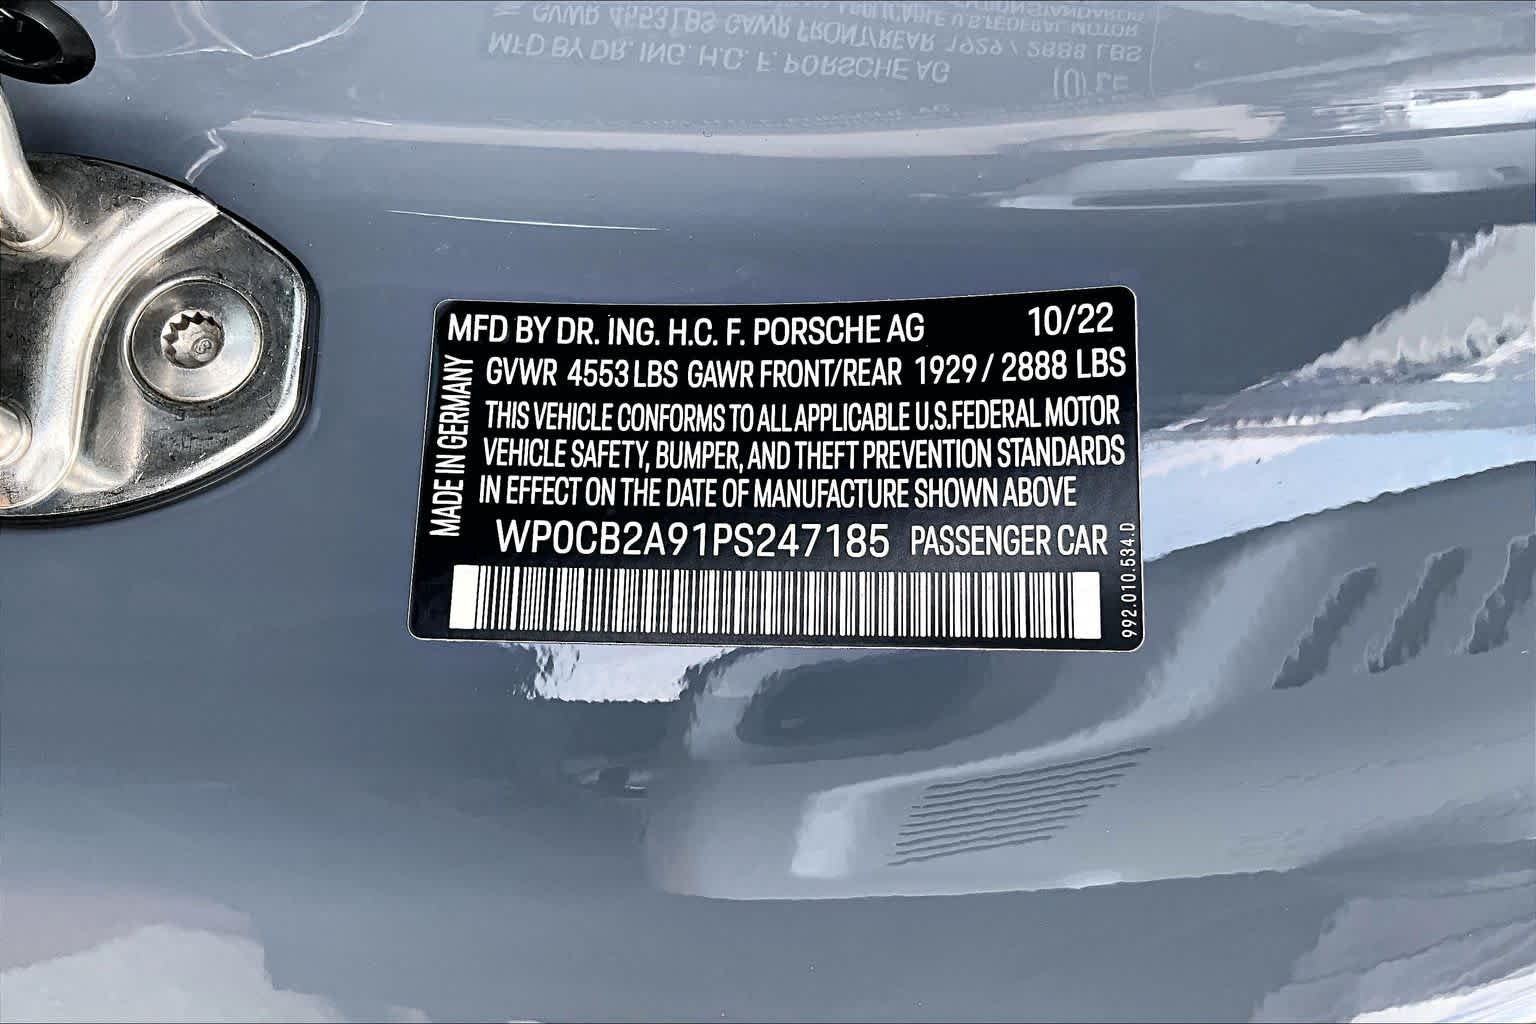 MFD BY DR. ING. H.C. F. PORSCHE AG 10/22
GVWR 4553 LBS GAWR FRONT/REAR 1929 / 2888 LBS
THIS VEHICLE CONFORMS TO ALL APPLICABLE U.S.FEDERAL MOTOR
VEHICLE SAFETY, BUMPER, AND THEFT PREVENTION STANDARDS
IN EFFECT ON THE DATE OF MANUFACTURE SHOWN ABOVE
WP0CB2A91PS247185 PASSENGER CAR
MADE IN GERMANY
992.010.534.D